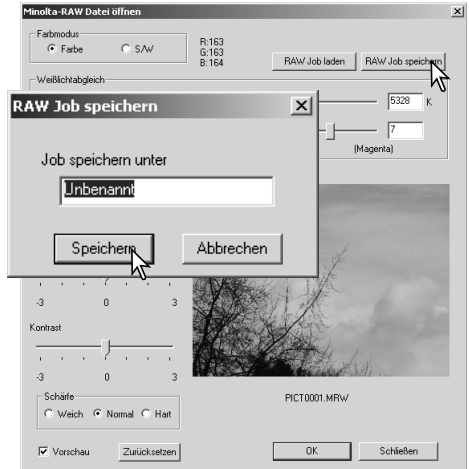 Minolta-RAW Datei öffnen
Farbmodus
Farbe S/W
R:163
G:163
B:164
RAW Job laden RAW Job speichern
Weißlichtabgleich
5328 K
7
(Magenta)
RAW Job speichern
Job speichern unter
Unbenannt
Speichern Abbrechen
-3 0 3
Kontrast
-3 0 3
Schärfe
Weich Normal Hart
PICT0001.MRW
Vorschau Zurücksetzen OK Schließen